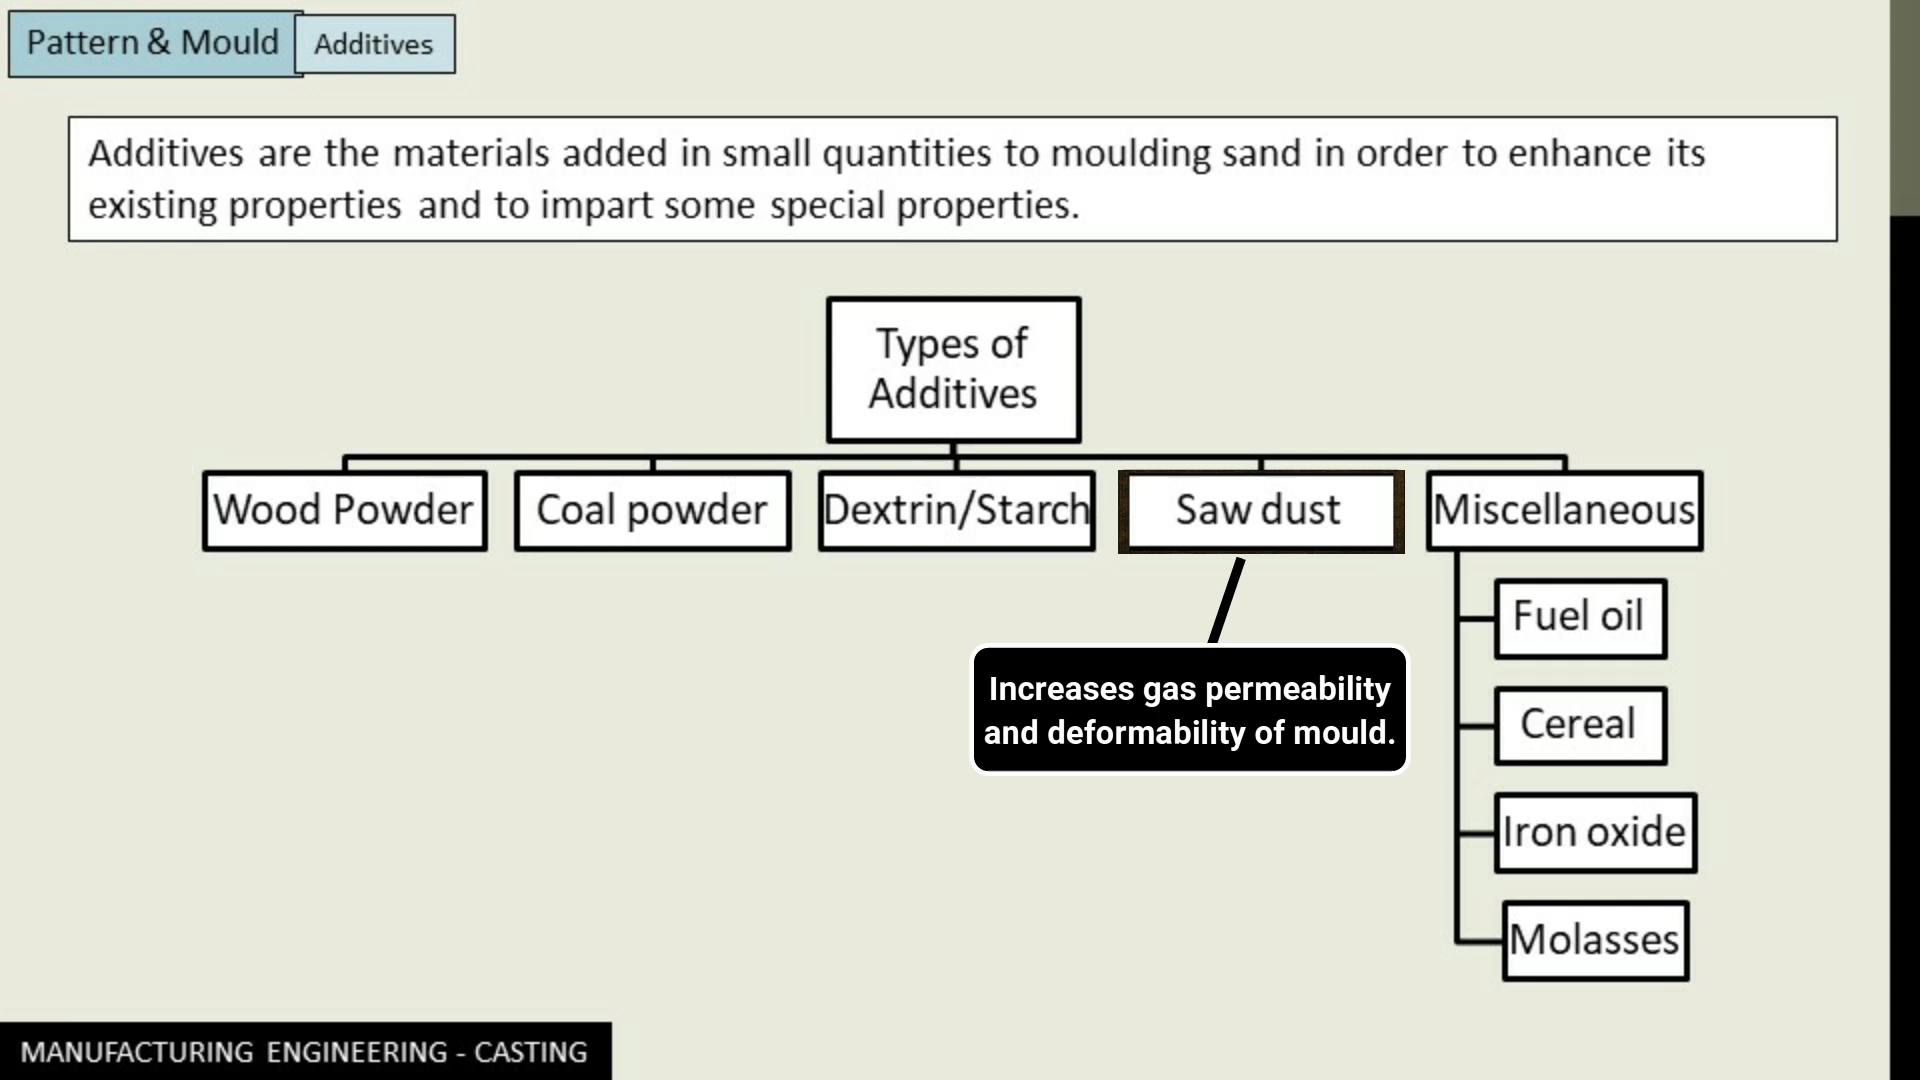 Pattern & Mould
Additives
Additives are the materials added in small quantities to moulding sand in order to enhance its
existing properties and to impart some special properties.
Types of
Additives
Wood Powder
Coal powder
Dextrin/Starch
Saw dust
Miscellaneous
Increases gas permeability
and deformability of mould.
Fuel oil
Cereal
Iron oxide
Molasses
MANUFACTURING ENGINEERING - CASTING